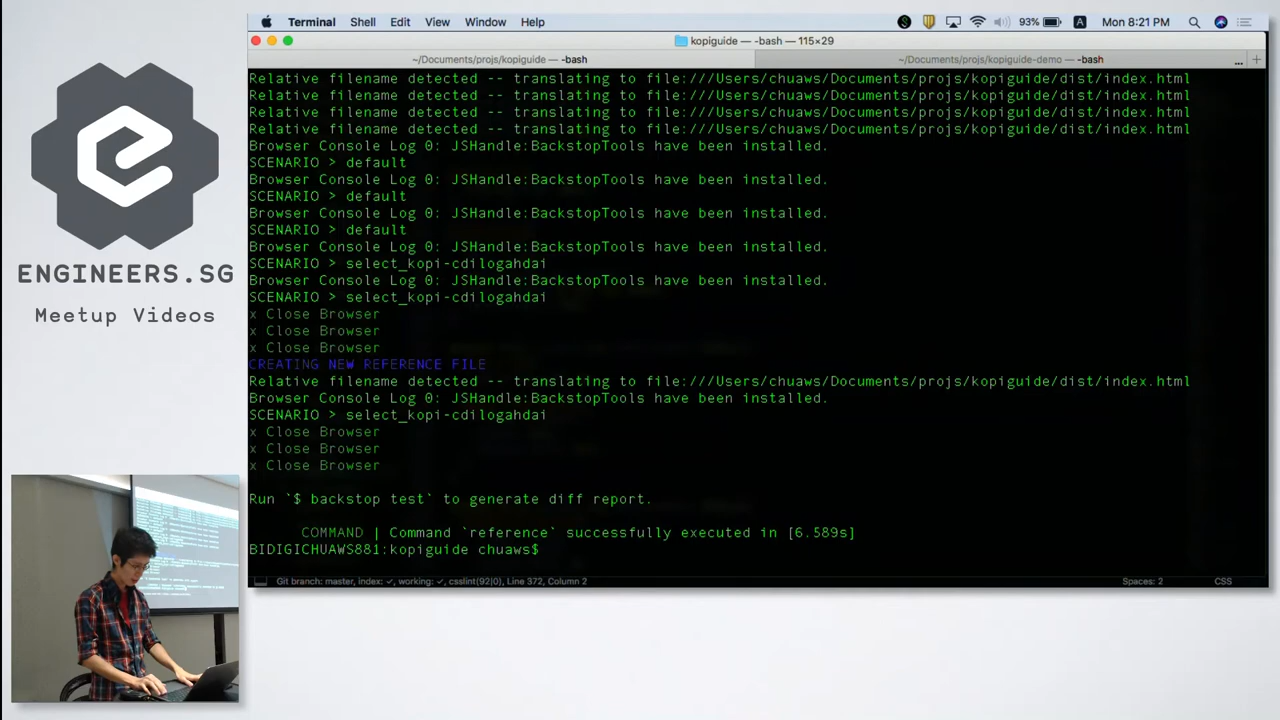 Terminal Shell Edit View Window Help
93% A Mon 8:21 PM
kopiguide — -bash — 115×29
~/Documents/projs/kopiguide — -bash
~/Documents/projs/kopiguide-demo — -bash
Relative filename detected -- translating to file:///Users/chuaws/Documents/projs/kopiguide/dist/index.html
Relative filename detected -- translating to file:///Users/chuaws/Documents/projs/kopiguide/dist/index.html
Relative filename detected -- translating to file:///Users/chuaws/Documents/projs/kopiguide/dist/index.html
Relative filename detected -- translating to file:///Users/chuaws/Documents/projs/kopiguide/dist/index.html
Browser Console Log 0: JSHandle:BackstopTools have been installed.
SCENARIO > default
Browser Console Log 0: JSHandle:BackstopTools have been installed.
SCENARIO > default
Browser Console Log 0: JSHandle:BackstopTools have been installed.
SCENARIO > default
Browser Console Log 0: JSHandle:BackstopTools have been installed.
SCENARIO > select_kopi-cdilogahdai
Browser Console Log 0: JSHandle:BackstopTools have been installed.
SCENARIO > select_kopi-cdilogahdai
x Close Browser
x Close Browser
x Close Browser
CREATING NEW REFERENCE FILE
Relative filename detected -- translating to file:///Users/chuaws/Documents/projs/kopiguide/dist/index.html
Browser Console Log 0: JSHandle:BackstopTools have been installed.
SCENARIO > select_kopi-cdilogahdai
x Close Browser
x Close Browser
x Close Browser
Run `$ backstop test` to generate diff report.
COMMAND | Command `reference` successfully executed in [6.589s]
BIDIGICHUAWS881:kopiguide chuaws$
Git branch: master, index: ✓, working: ✓, csslint(92|0), Line 372, Column 2
Spaces: 2
CSS
ENGINEERS.SG
Meetup Videos